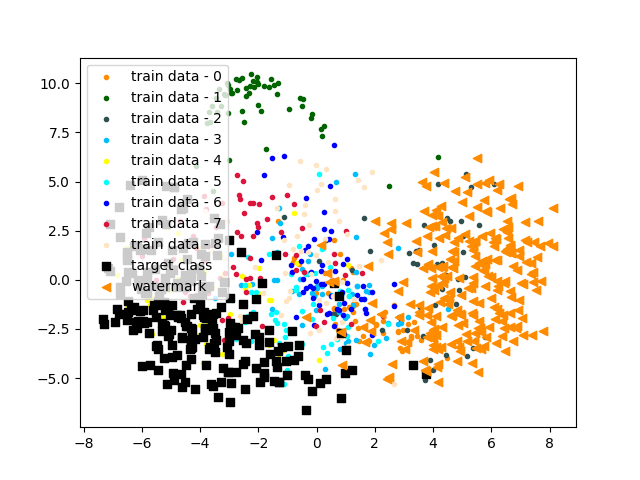 train data - 0
train data - 1
train data - 2
train data - 3
train data - 4
train data - 5
train data - 6
train data - 7
train data - 8
target class
watermark
10.0
7.5
5.0
2.5
0.0
−2.5
−5.0
−8 −6 −4 −2 0 2 4 6 8